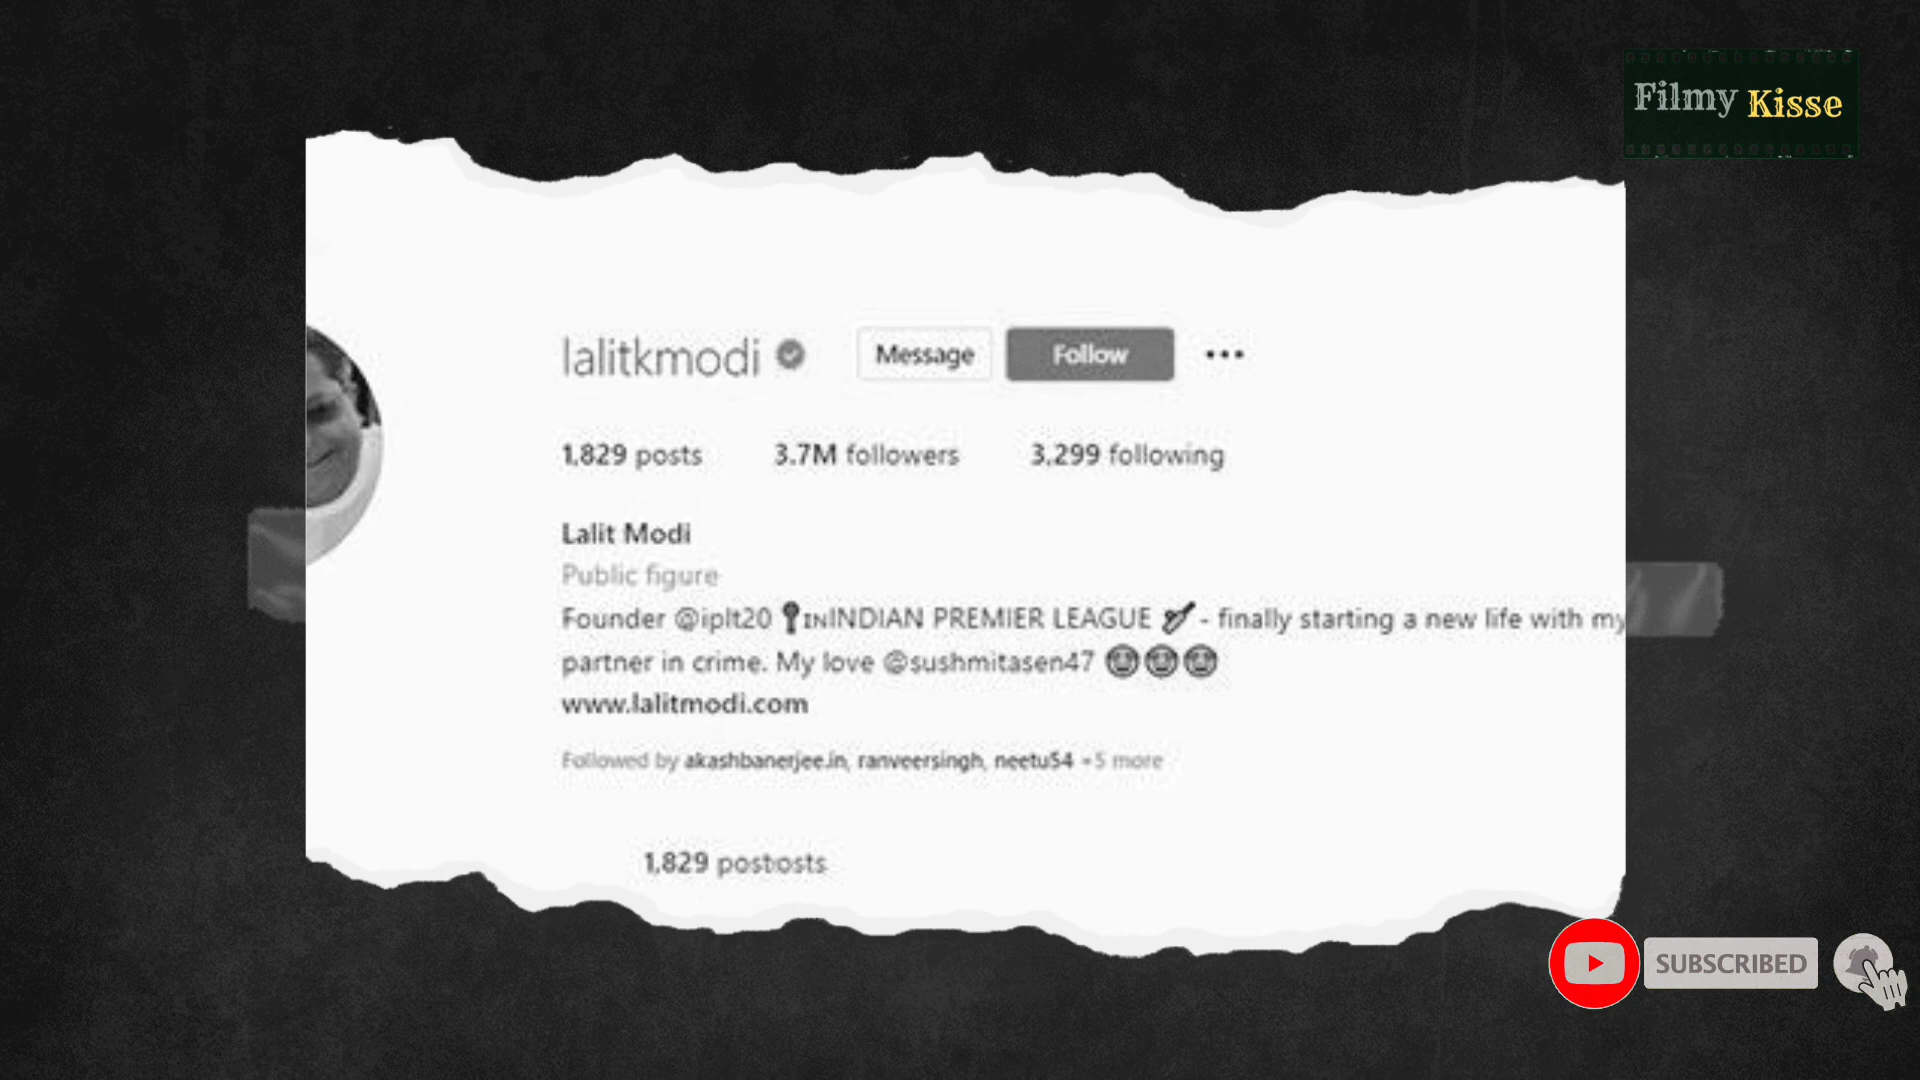 Filmy Kisse
lalitkmodi Message Follow
1,829 posts 3.7M followers 3,299 following
Lalit Modi
Public figure
Founder @iplt20 🎙ɪɴINDIAN PREMIER LEAGUE 🏏 - finally starting a new life with my
partner in crime. My love @sushmitasen47 🥰🥰🥰
www.lalitmodi.com
Followed by akashbanerjee.in, ranveersingh, neetu54 +5 more
1,829 postosts
SUBSCRIBED